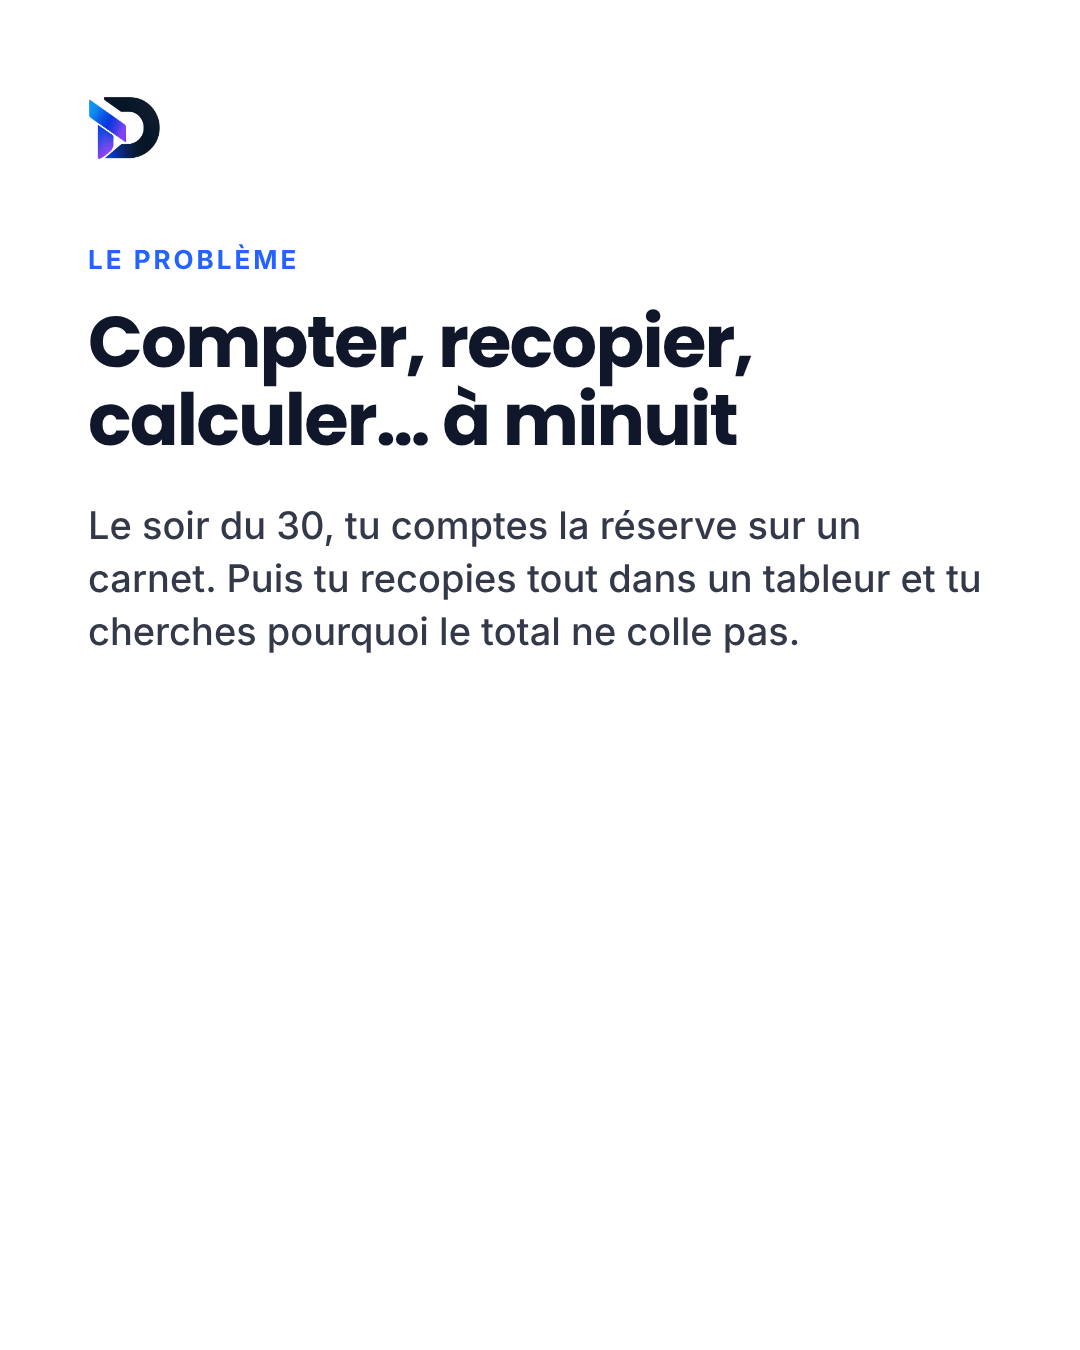 LE PROBLÈME
Compter, recopier,
calculer... à minuit
Le soir du 30, tu comptes la réserve sur un
carnet. Puis tu recopies tout dans un tableur et tu
cherches pourquoi le total ne colle pas.